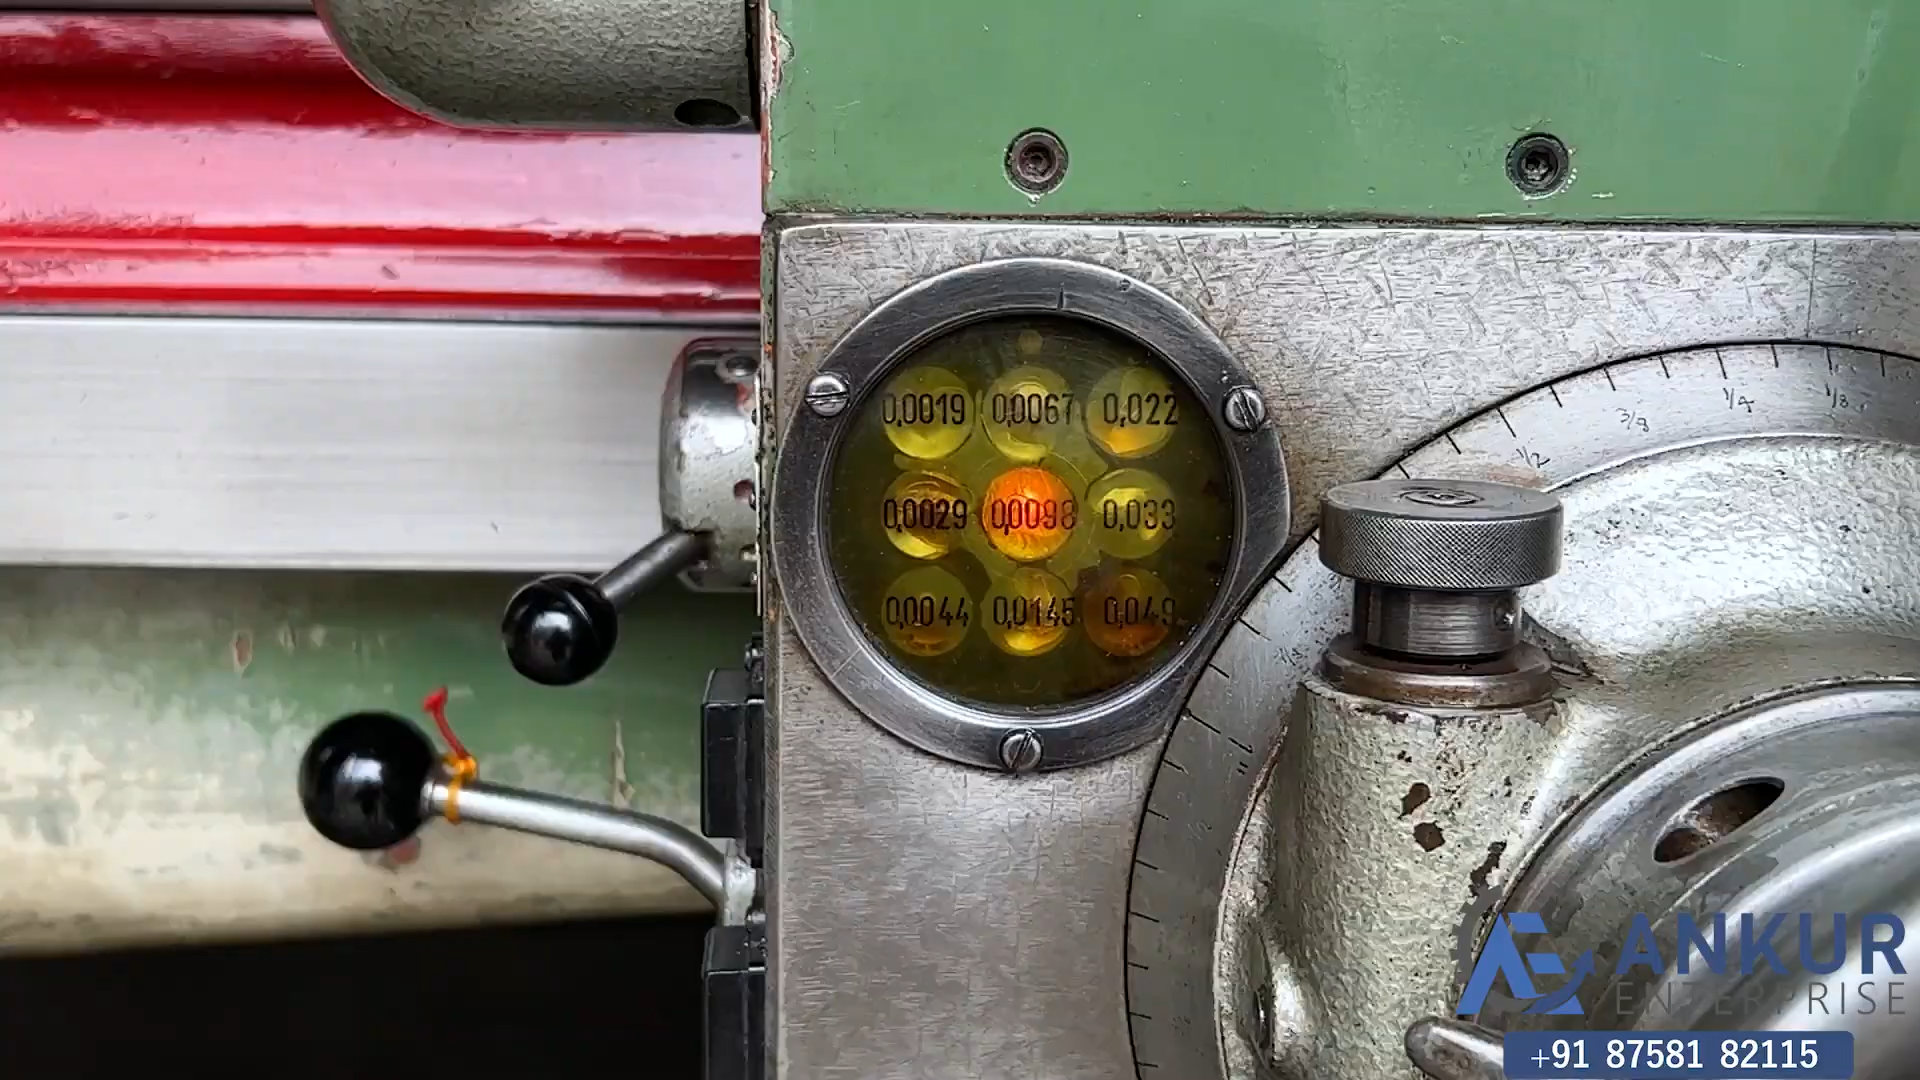 0,0019 0,0067 0,022
0,0029 0,0098 0,033
0,0044 0,0145 0,049
3/8 1/4 1/8
1/2
1"
ANKUR
ENTERPRISE
+91 87581 82115